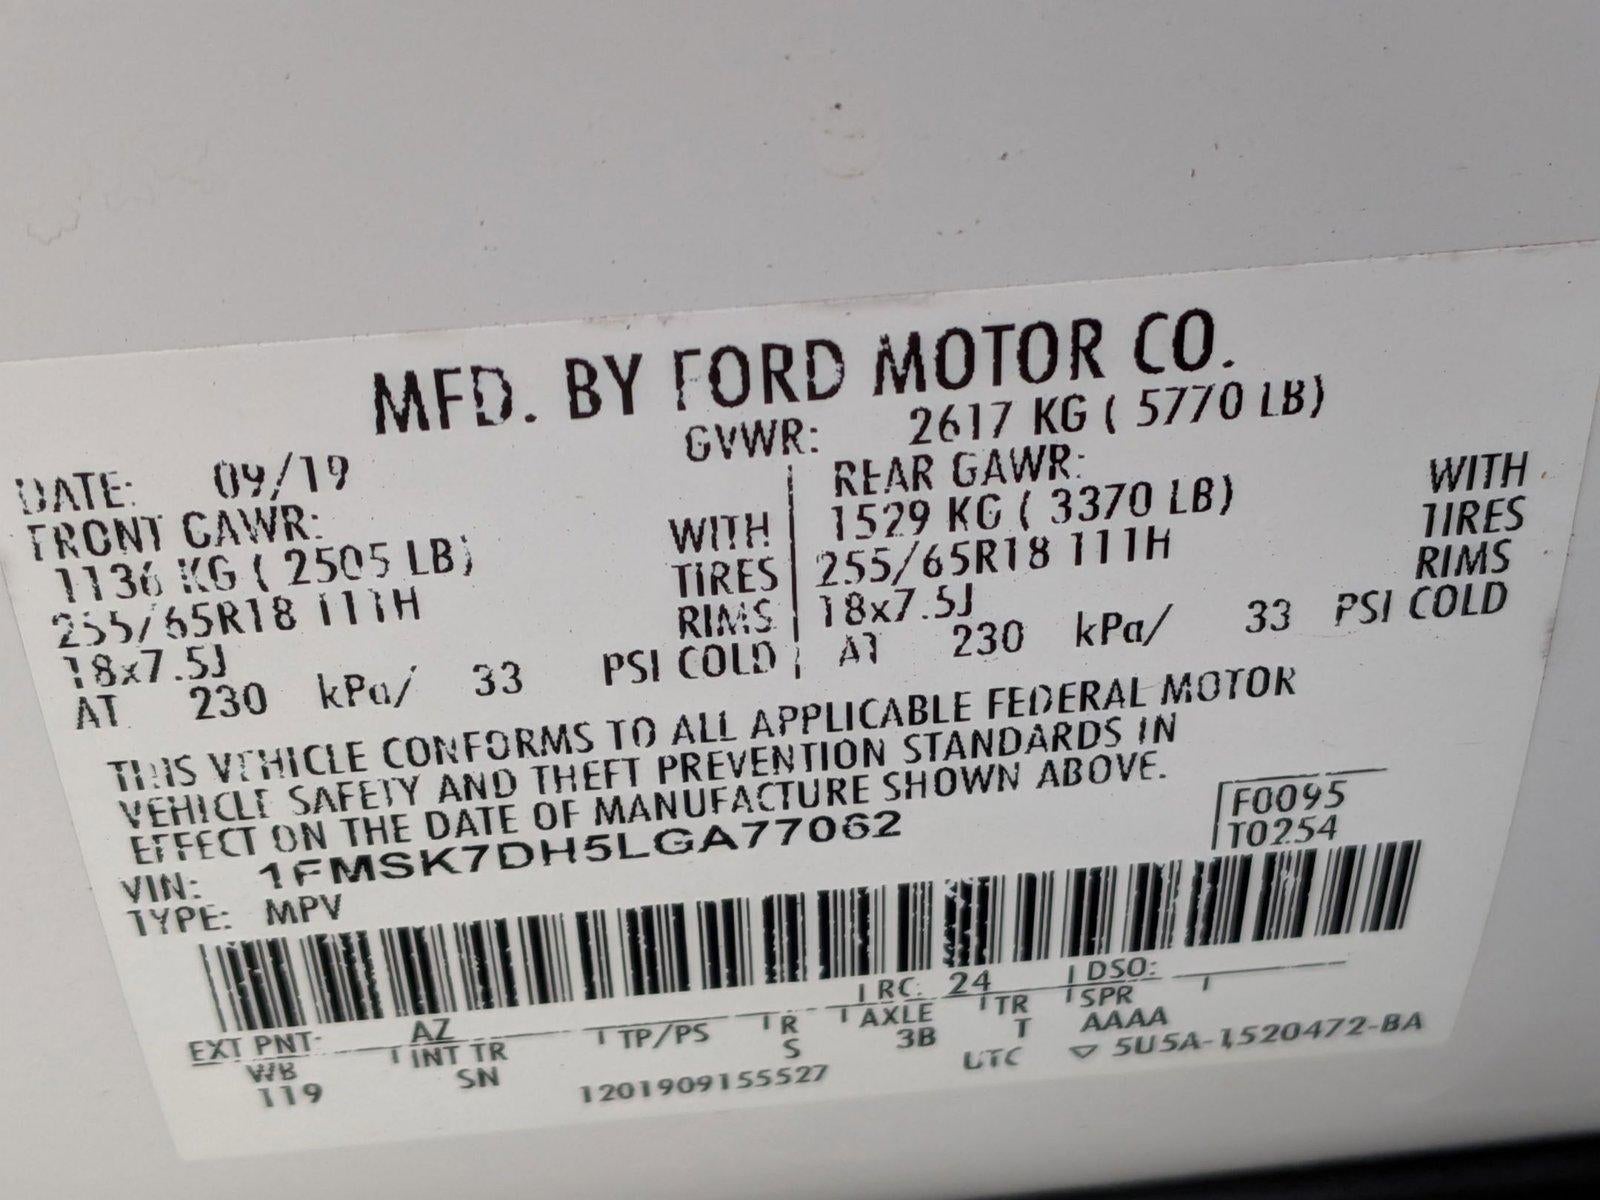 MFD. BY FORD MOTOR CO.
DATE: 09/19 GVWR: 2617 KG ( 5770 LB)
FRONT GAWR: REAR GAWR:
1136 KG ( 2505 LB) WITH 1529 KG ( 3370 LB) WITH
255/65R18 111H TIRES 255/65R18 111H TIRES
18x7.5J RIMS 18x7.5J RIMS
AT 230 kPa/ 33 PSI COLD AT 230 kPa/ 33 PSI COLD
THIS VEHICLE CONFORMS TO ALL APPLICABLE FEDERAL MOTOR
VEHICLE SAFETY AND THEFT PREVENTION STANDARDS IN
EFFECT ON THE DATE OF MANUFACTURE SHOWN ABOVE.
VIN: 1FMSK7DH5LGA77062 F0095
TYPE: MPV T0254
EXT PNT: AZ RC: 24 DSO:
WB INT TR TP/PS R AXLE TR SPR
119 SN S 3B T AAAA
1201909155527 UTC ▽ 5U5A-1520472-BA